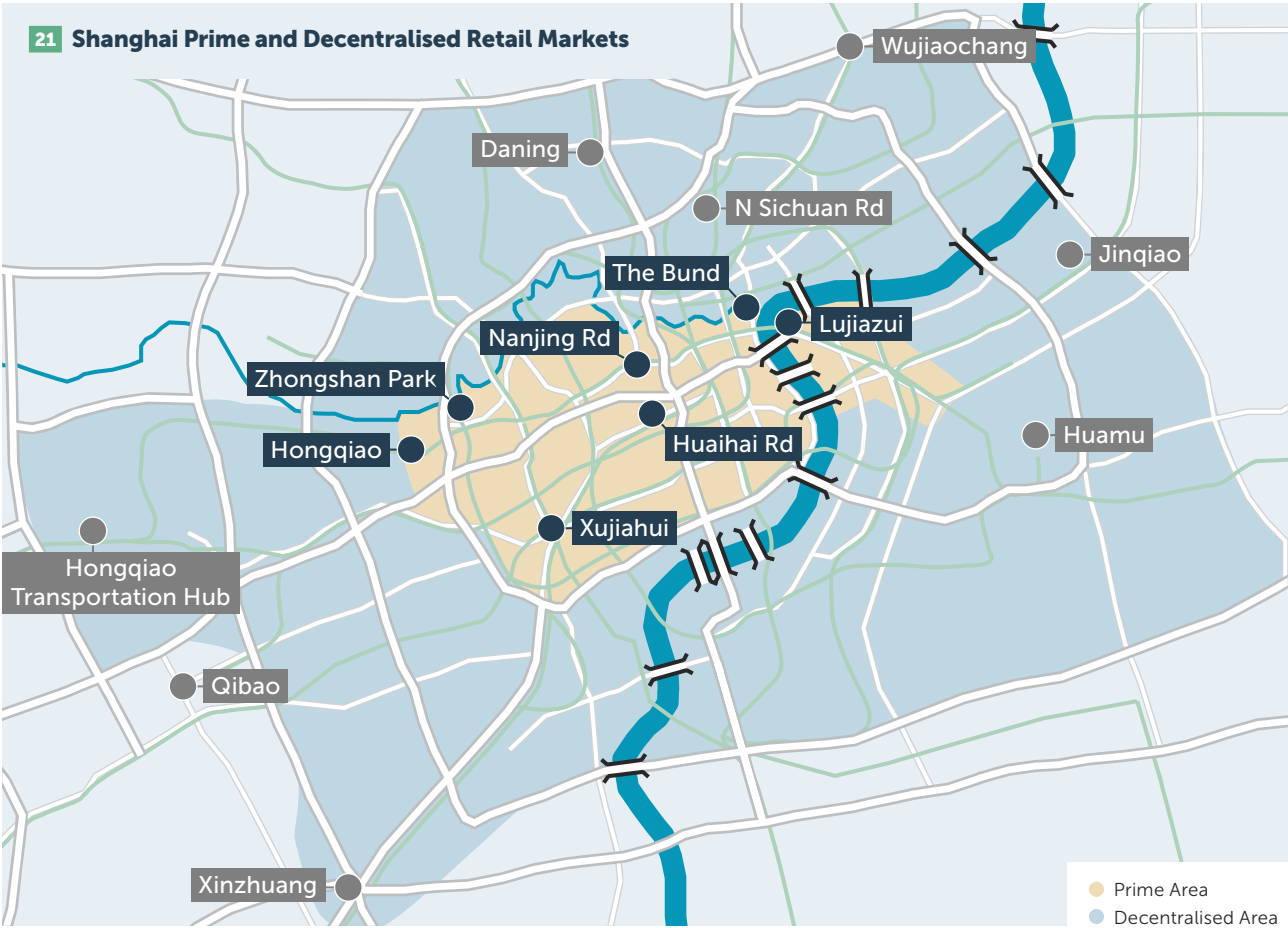 21 Shanghai Prime and Decentralised Retail Markets
Wujiaochang
Daning
N Sichuan Rd
Jinqiao
The Bund
Lujiazui
Nanjing Rd
Zhongshan Park
Huaihai Rd
Huamu
Hongqiao
Xujiahui
Hongqiao
Transportation Hub
Qibao
Xinzhuang
Prime Area
Decentralised Area